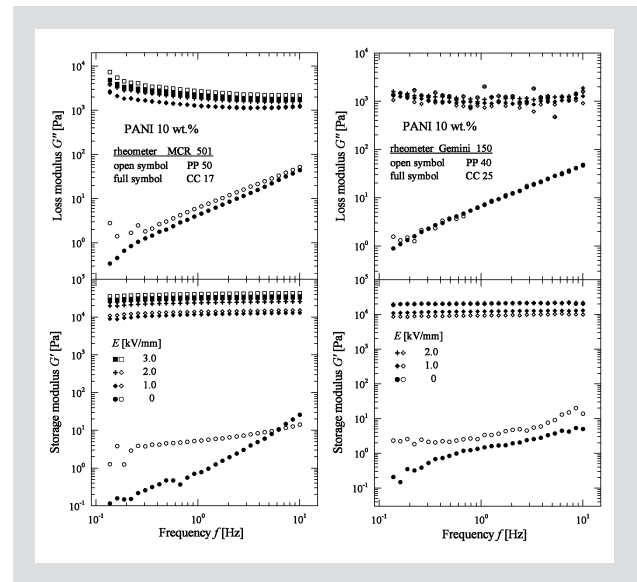 10⁴
10³
10²
10¹
10⁰
10⁵
Loss modulus G'' [Pa]
PANI 10 wt.%
rheometer MCR 501
open symbol PP 50
full symbol CC 17
10⁴
10³
10²
10¹
10⁰
10⁻¹
Storage modulus G' [Pa]
E [kV/mm]
3.0
2.0
1.0
0
10⁻¹ 10⁰ 10¹
Frequency f [Hz]
10⁴
10³
10²
10¹
10⁰
10⁵
Loss modulus G'' [Pa]
PANI 10 wt.%
rheometer Gemini 150
open symbol PP 40
full symbol CC 25
10⁴
10³
10²
10¹
10⁰
10⁻¹
Storage modulus G' [Pa]
E [kV/mm]
2.0
1.0
0
10⁻¹ 10⁰ 10¹
Frequency f [Hz]